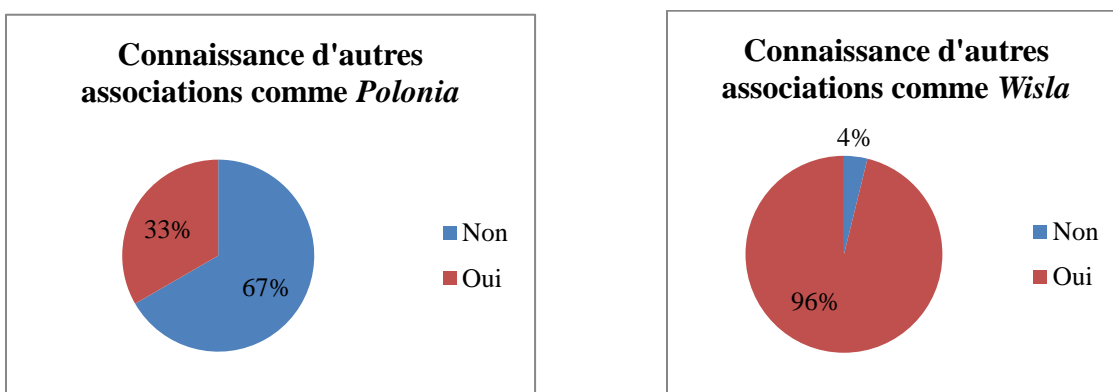 Connaissance d'autres
associations comme Polonia
33%
67%
Non
Oui
Connaissance d'autres
associations comme Wisla
4%
96%
Non
Oui